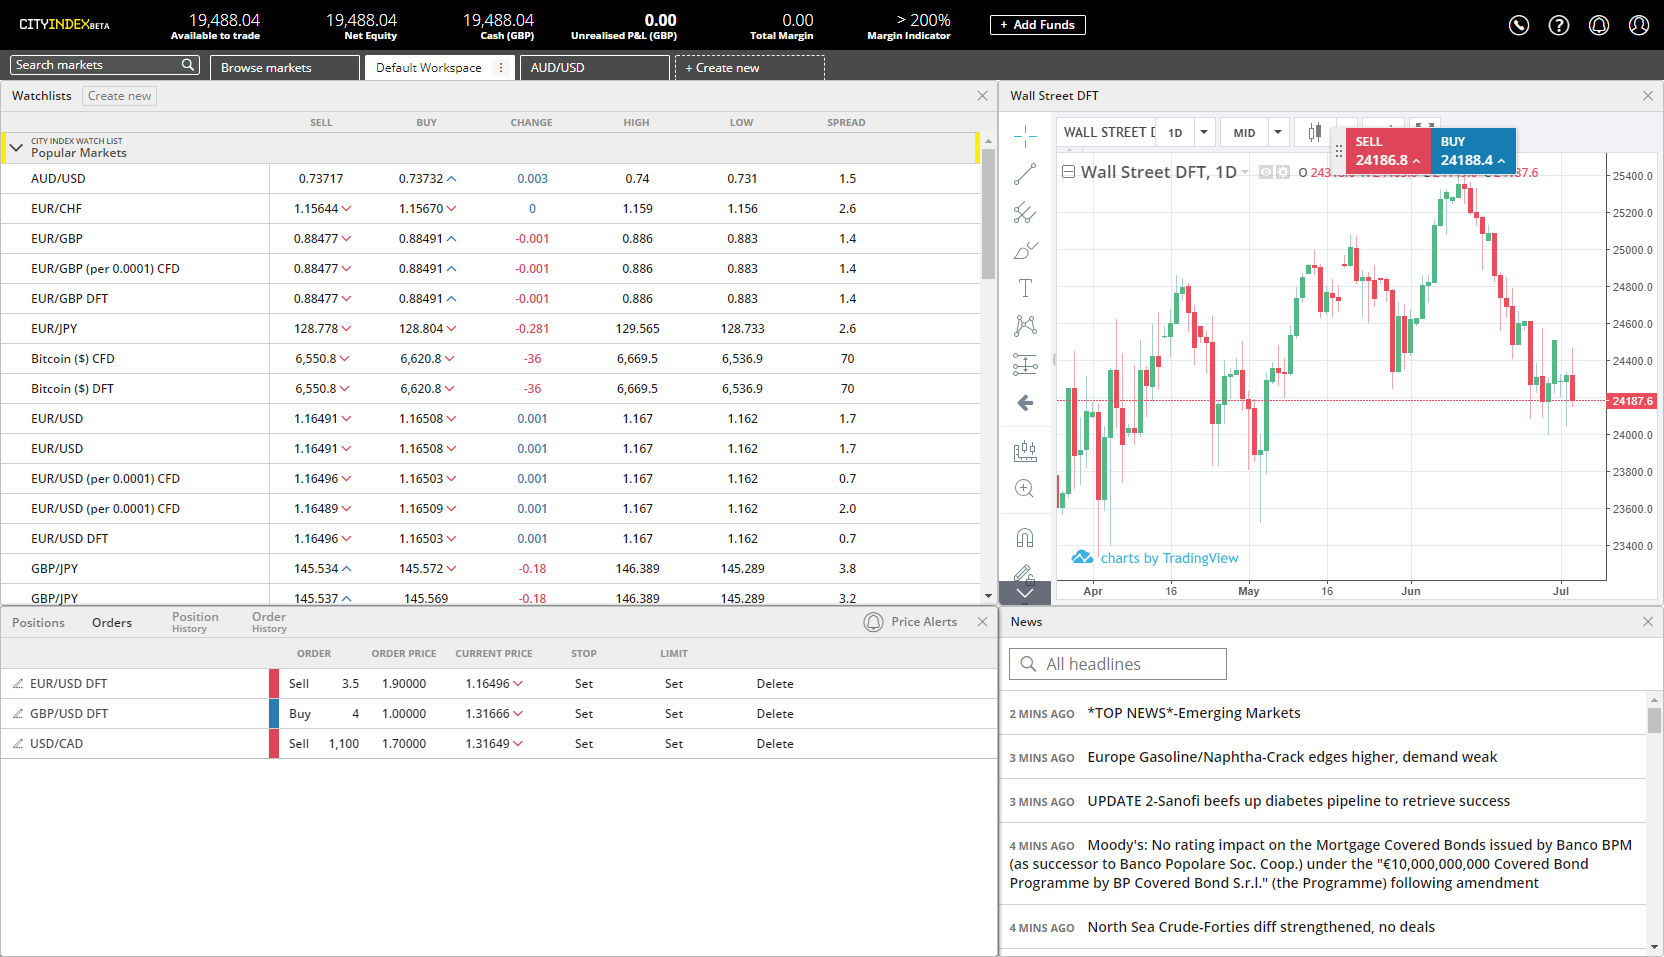 CITYINDEX BETA
19,488.04
Available to trade
19,488.04
Net Equity
19,488.04
Cash (GBP)
0.00
Unrealised P&L (GBP)
0.00
Total Margin
> 200%
Margin Indicator
+ Add Funds
Search markets
Browse markets
Default Workspace
AUD/USD
+ Create new
Watchlists Create new
SELL BUY CHANGE HIGH LOW SPREAD
CITY INDEX WATCH LIST
Popular Markets
AUD/USD 0.73717 0.73732 0.003 0.74 0.731 1.5
EUR/CHF 1.15644 1.15670 0 1.159 1.156 2.6
EUR/GBP 0.88477 0.88491 -0.001 0.886 0.883 1.4
EUR/GBP (per 0.0001) CFD 0.88477 0.88491 -0.001 0.886 0.883 1.4
EUR/GBP DFT 0.88477 0.88491 -0.001 0.886 0.883 1.4
EUR/JPY 128.778 128.804 -0.281 129.565 128.733 2.6
Bitcoin ($) CFD 6,550.8 6,620.8 -36 6,669.5 6,536.9 70
Bitcoin ($) DFT 6,550.8 6,620.8 -36 6,669.5 6,536.9 70
EUR/USD 1.16491 1.16508 0.001 1.167 1.162 1.7
EUR/USD 1.16491 1.16508 0.001 1.167 1.162 1.7
EUR/USD (per 0.0001) CFD 1.16496 1.16503 0.001 1.167 1.162 0.7
EUR/USD (per 0.0001) CFD 1.16489 1.16509 0.001 1.167 1.162 2.0
EUR/USD DFT 1.16496 1.16503 0.001 1.167 1.162 0.7
GBP/JPY 145.534 145.572 -0.18 146.389 145.289 3.8
GBP/JPY 145.537 145.569 -0.18 146.389 145.289 3.2
Wall Street DFT
WALL STREET 1D MID
SELL
24186.8
BUY
24188.4
Wall Street DFT, 1D O
25400.0
25200.0
25000.0
24800.0
24600.0
24400.0
24187.6
24000.0
23800.0
23600.0
23400.0
charts by TradingView
Apr 16 May 16 Jun Jul
Positions
Orders
Position
History
Order
History
Price Alerts
ORDER ORDER PRICE CURRENT PRICE STOP LIMIT
EUR/USD DFT Sell 3.5 1.90000 1.16496 Set Set Delete
GBP/USD DFT Buy 4 1.00000 1.31666 Set Set Delete
USD/CAD Sell 1,100 1.70000 1.31649 Set Set Delete
News
All headlines
2 MINS AGO *TOP NEWS*-Emerging Markets
3 MINS AGO Europe Gasoline/Naphtha-Crack edges higher, demand weak
3 MINS AGO UPDATE 2-Sanofi beefs up diabetes pipeline to retrieve success
4 MINS AGO Moody's: No rating impact on the Mortgage Covered Bonds issued by Banco BPM
(as successor to Banco Popolare Soc. Coop.) under the "€10,000,000,000 Covered Bond
Programme by BP Covered Bond S.r.l." (the Programme) following amendment
4 MINS AGO North Sea Crude-Forties diff strengthened, no deals